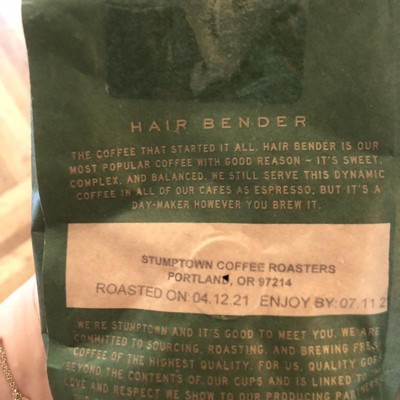 HAIR BENDER
THE COFFEE THAT STARTED IT ALL. HAIR BENDER IS OUR
MOST POPULAR COFFEE WITH GOOD REASON – IT'S SWEET,
COMPLEX, AND BALANCED. WE STILL SERVE THIS DYNAMIC
COFFEE IN ALL OF OUR CAFES AS ESPRESSO, BUT IT'S A
DAY-MAKER HOWEVER YOU BREW IT.
STUMPTOWN COFFEE ROASTERS
PORTLAND, OR 97214
ROASTED ON: 04.12.21 ENJOY BY: 07.11.2
WE'RE STUMPTOWN AND IT'S GOOD TO MEET YOU. WE ARE
COMMITTED TO SOURCING, ROASTING, AND BREWING
COFFEE OF THE HIGHEST QUALITY. FOR US, QUALITY
BEYOND THE CONTENTS OF OUR CUPS AND IS LINKED
LOVE AND RESPECT WE SHOW TO OUR PRODUCING